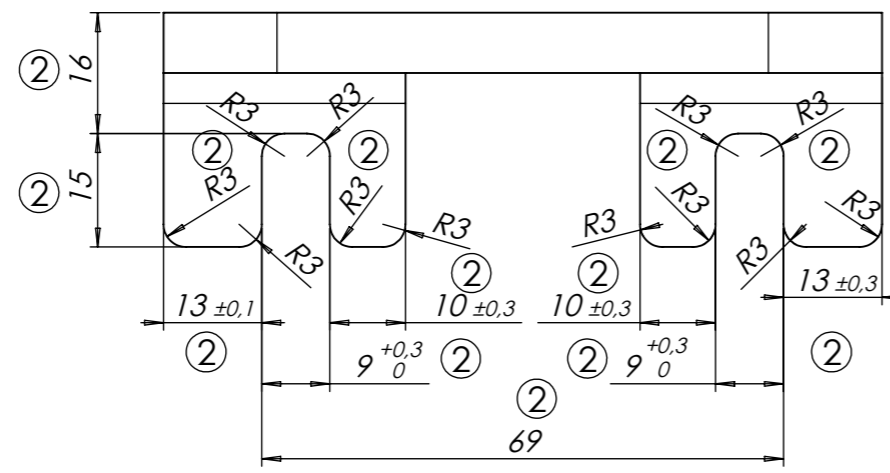 ② 16
R3 R3 R3 R3
② ② ② ②
② 15
R3 R3 R3 R3
R3 R3 R3 R3
② ②
13 ±0,1 10 ±0,3 10 ±0,3 13 ±0,3
② ② ② ②
9 +0,3 0 9 +0,3 0
②
69